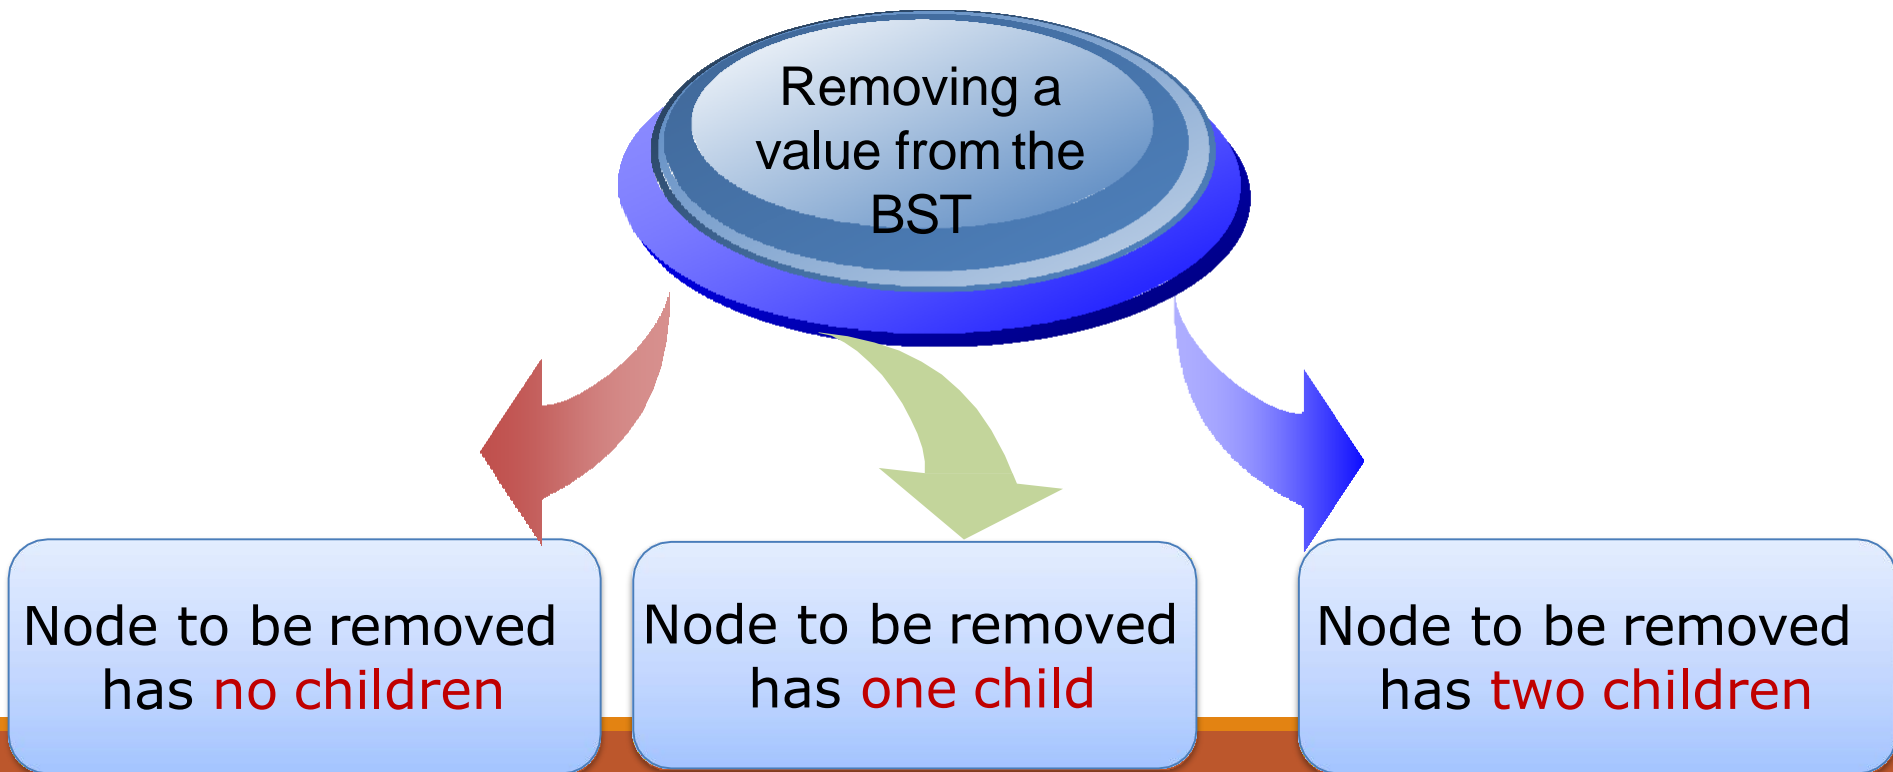 Removing a
value from the
BST
Node to be removed
has no children
Node to be removed
has one child
Node to be removed
has two children